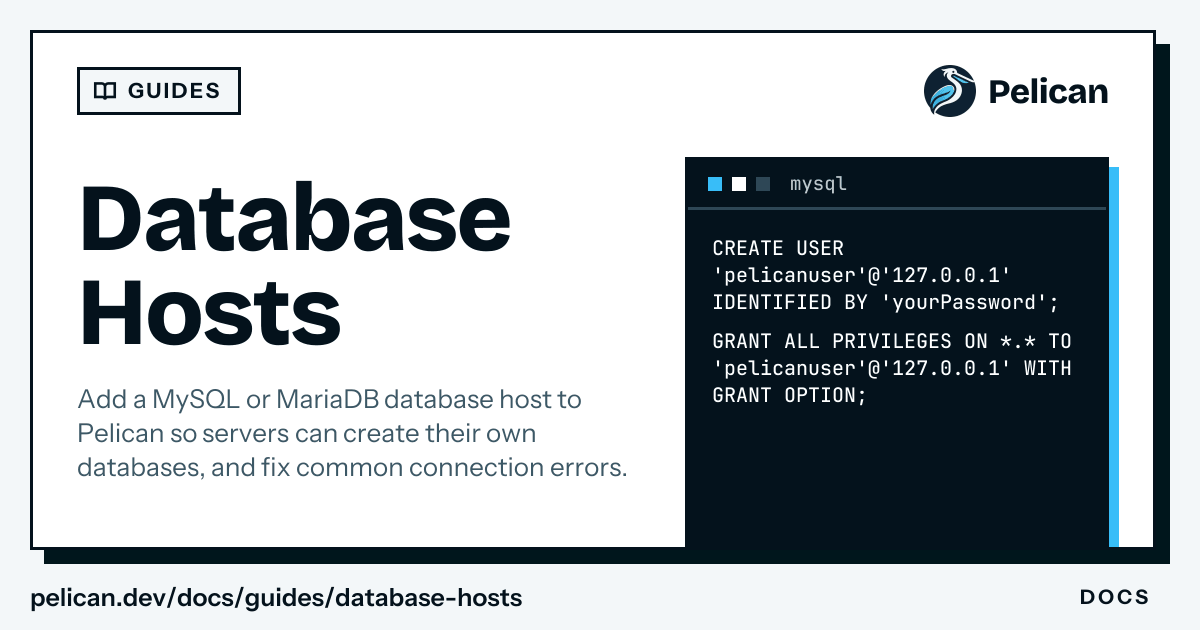 GUIDES
Pelican
Database
Hosts
Add a MySQL or MariaDB database host to
Pelican so servers can create their own
databases, and fix common connection errors.
mysql
CREATE USER
'pelicanuser'@'127.0.0.1'
IDENTIFIED BY 'yourPassword';
GRANT ALL PRIVILEGES ON *.* TO
'pelicanuser'@'127.0.0.1' WITH
GRANT OPTION;
pelican.dev/docs/guides/database-hosts
DOCS